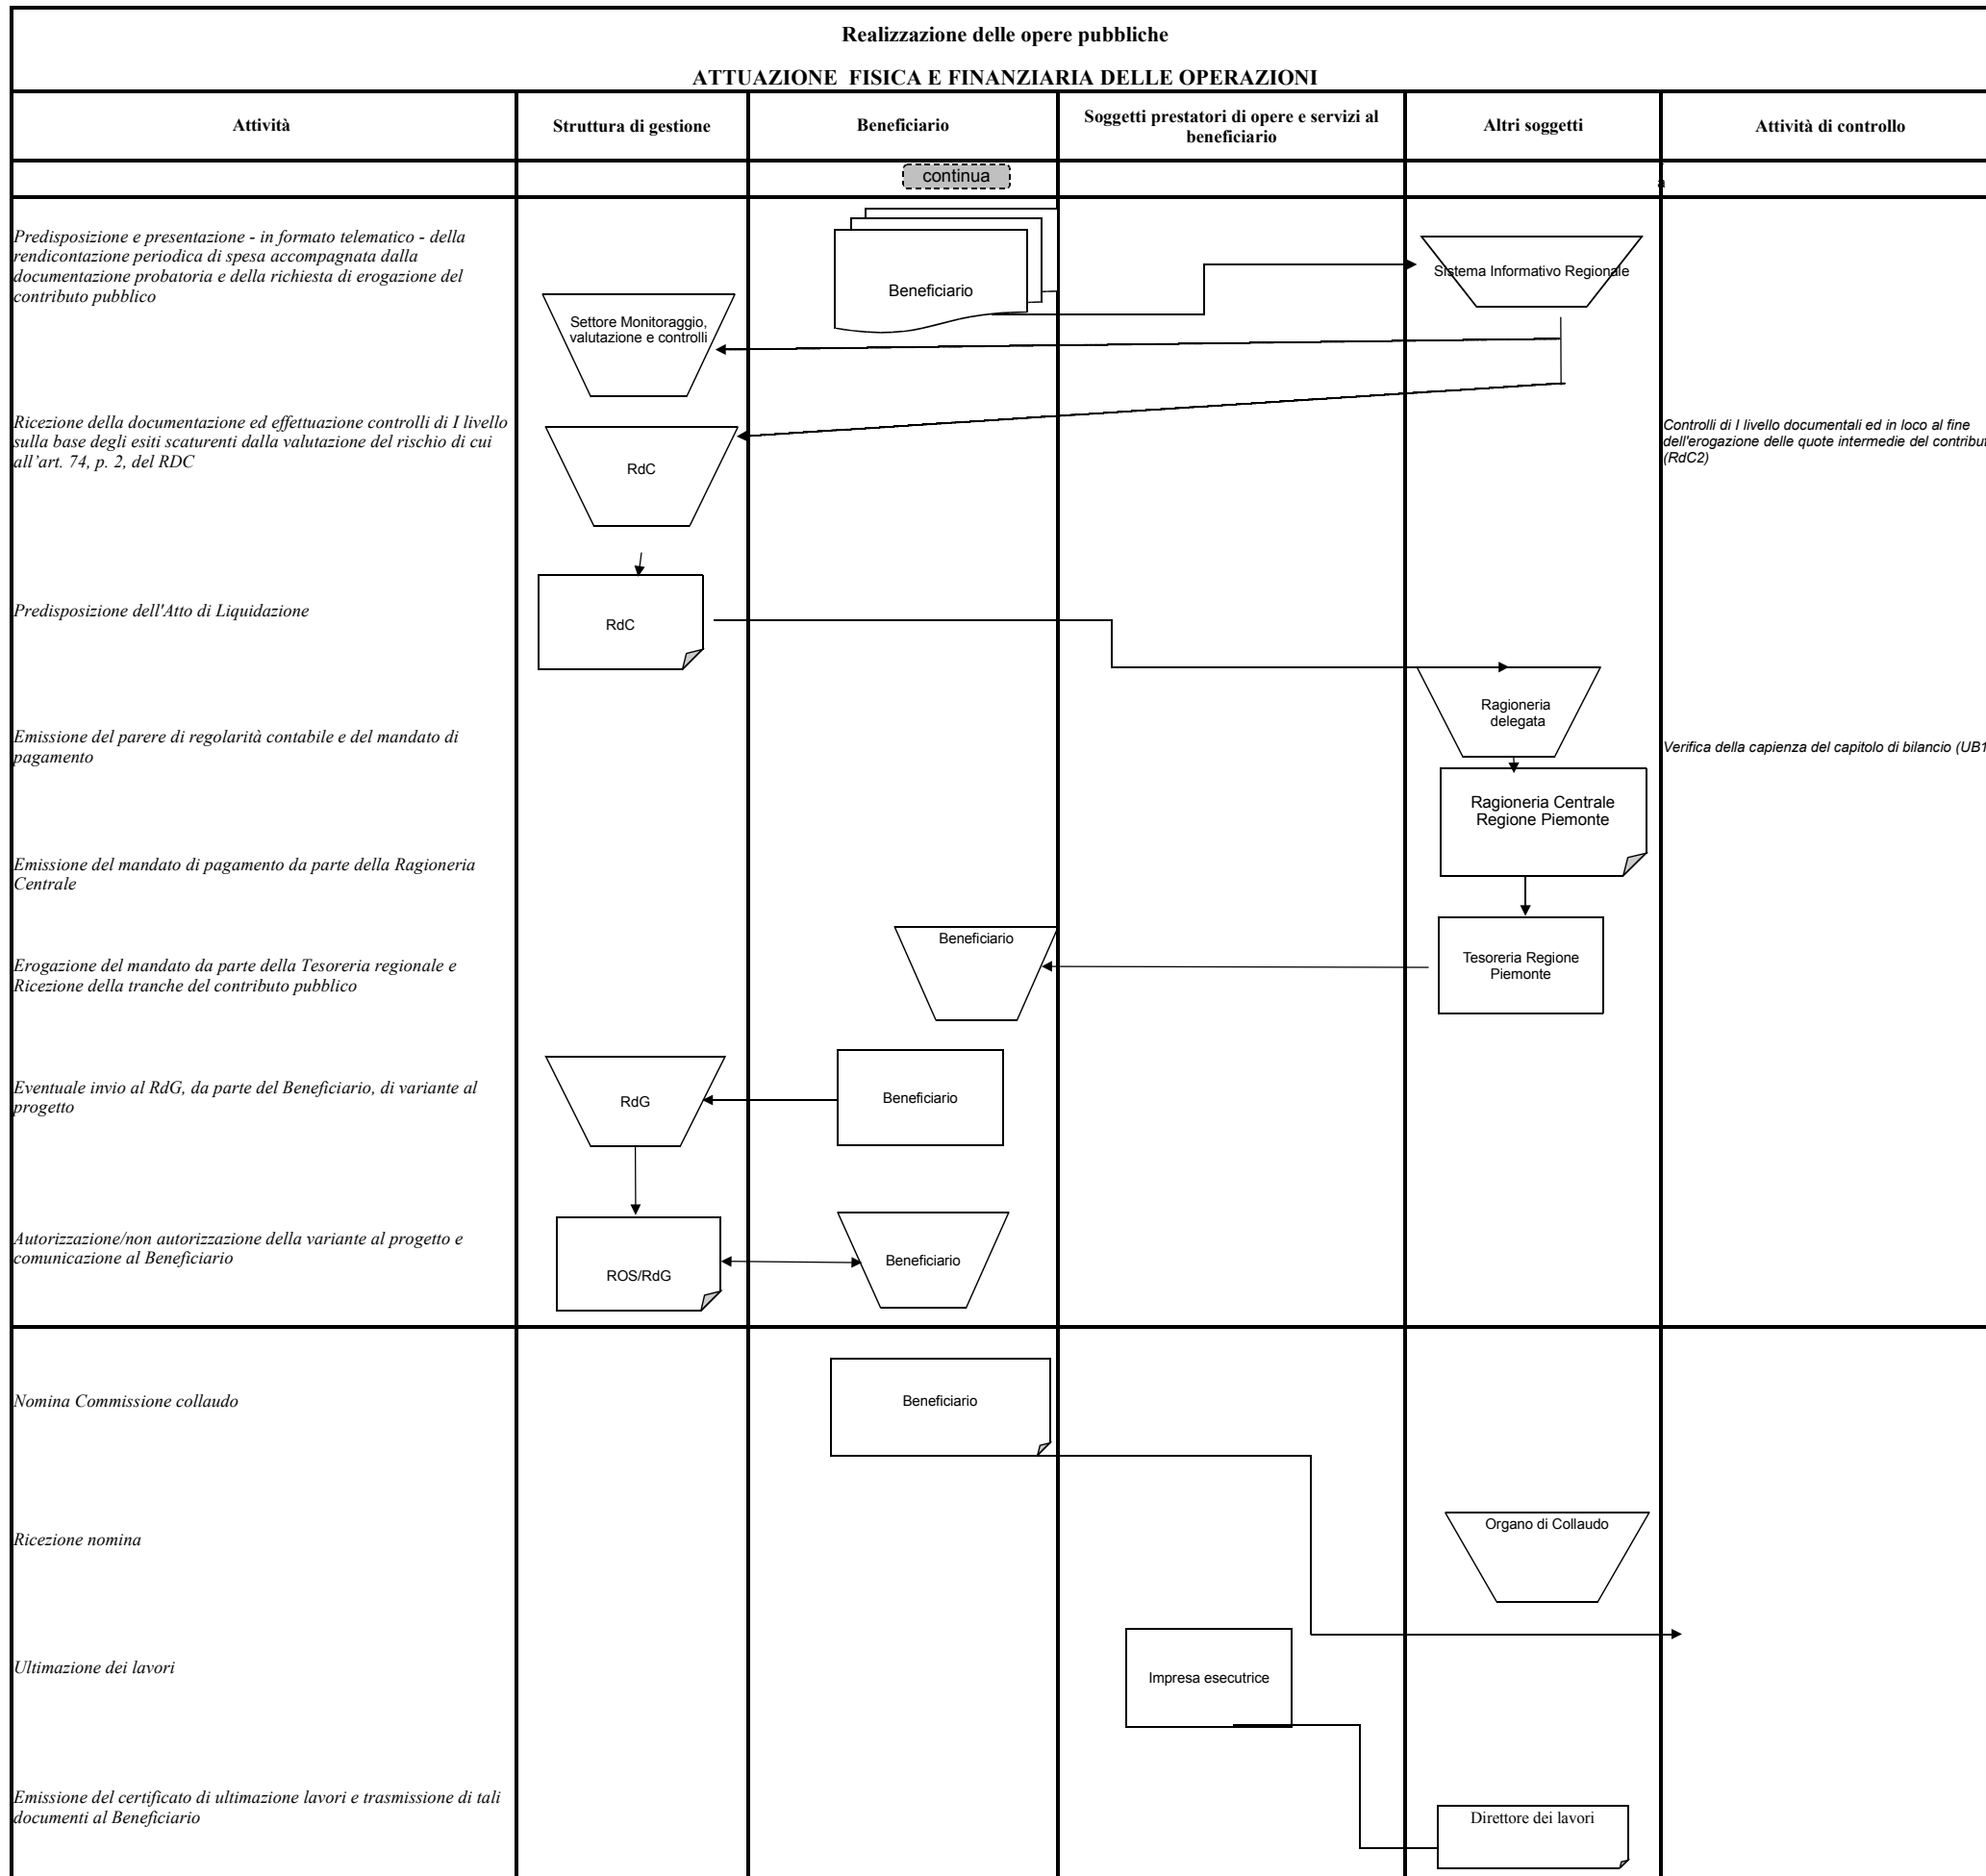 Realizzazione delle opere pubbliche
ATTUAZIONE FISICA E FINANZIARIA DELLE OPERAZIONI
Attività
Struttura di gestione
Beneficiario
Soggetti prestatori di opere e servizi al
beneficiario
Altri soggetti
Attività di controllo
continua
a
Predisposizione e presentazione - in formato telematico - della
rendicontazione periodica di spesa accompagnata dalla
documentazione probatoria e della richiesta di erogazione del
contributo pubblico
Beneficiario
Sistema Informativo Regionale
Settore Monitoraggio,
valutazione e controlli
Ricezione della documentazione ed effettuazione controlli di I livello
sulla base degli esiti scaturenti dalla valutazione del rischio di cui
all'art. 74, p. 2, del RDC
RdC
Controlli di I livello documentali ed in loco al fine
dell'erogazione delle quote intermedie del contribut
(RdC2)
Predisposizione dell'Atto di Liquidazione
RdC
Ragioneria
delegata
Emissione del parere di regolarità contabile e del mandato di
pagamento
Verifica della capienza del capitolo di bilancio (UB1
Ragioneria Centrale
Regione Piemonte
Emissione del mandato di pagamento da parte della Ragioneria
Centrale
Beneficiario
Tesoreria Regione
Piemonte
Erogazione del mandato da parte della Tesoreria regionale e
Ricezione della tranche del contributo pubblico
Eventuale invio al RdG, da parte del Beneficiario, di variante al
progetto
RdG
Beneficiario
Autorizzazione/non autorizzazione della variante al progetto e
comunicazione al Beneficiario
ROS/RdG
Beneficiario
Nomina Commissione collaudo
Beneficiario
Ricezione nomina
Organo di Collaudo
Ultimazione dei lavori
Impresa esecutrice
Emissione del certificato di ultimazione lavori e trasmissione di tali
documenti al Beneficiario
Direttore dei lavori